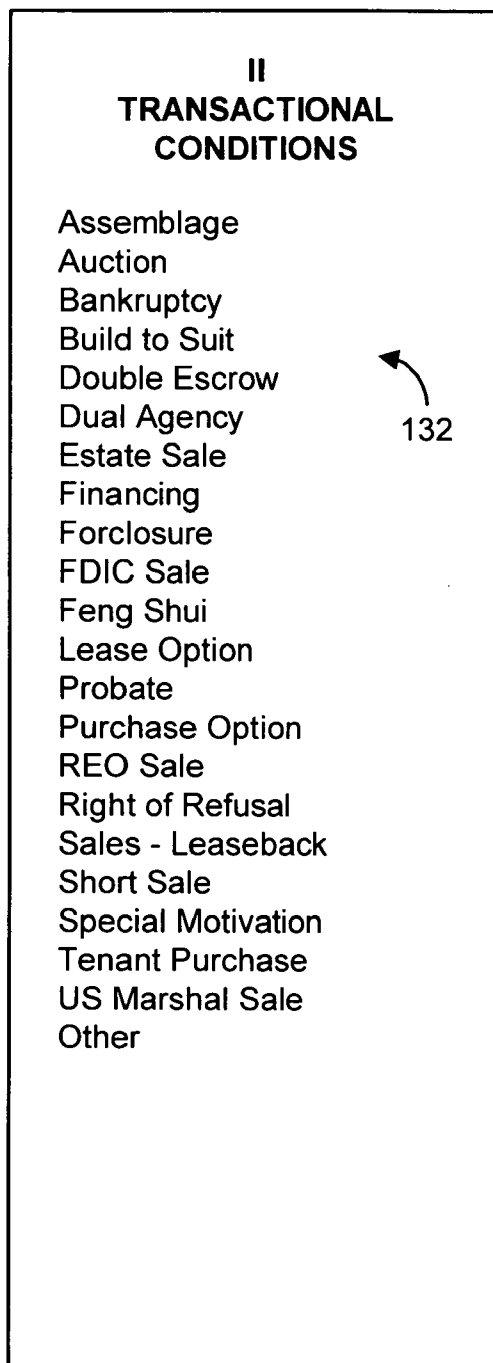 II
TRANSACTIONAL
CONDITIONS
Assemblage
Auction
Bankruptcy
Build to Suit
Double Escrow
Dual Agency
132
Estate Sale
Financing
Forclosure
FDIC Sale
Feng Shui
Lease Option
Probate
Purchase Option
REO Sale
Right of Refusal
Sales - Leaseback
Short Sale
Special Motivation
Tenant Purchase
US Marshal Sale
Other